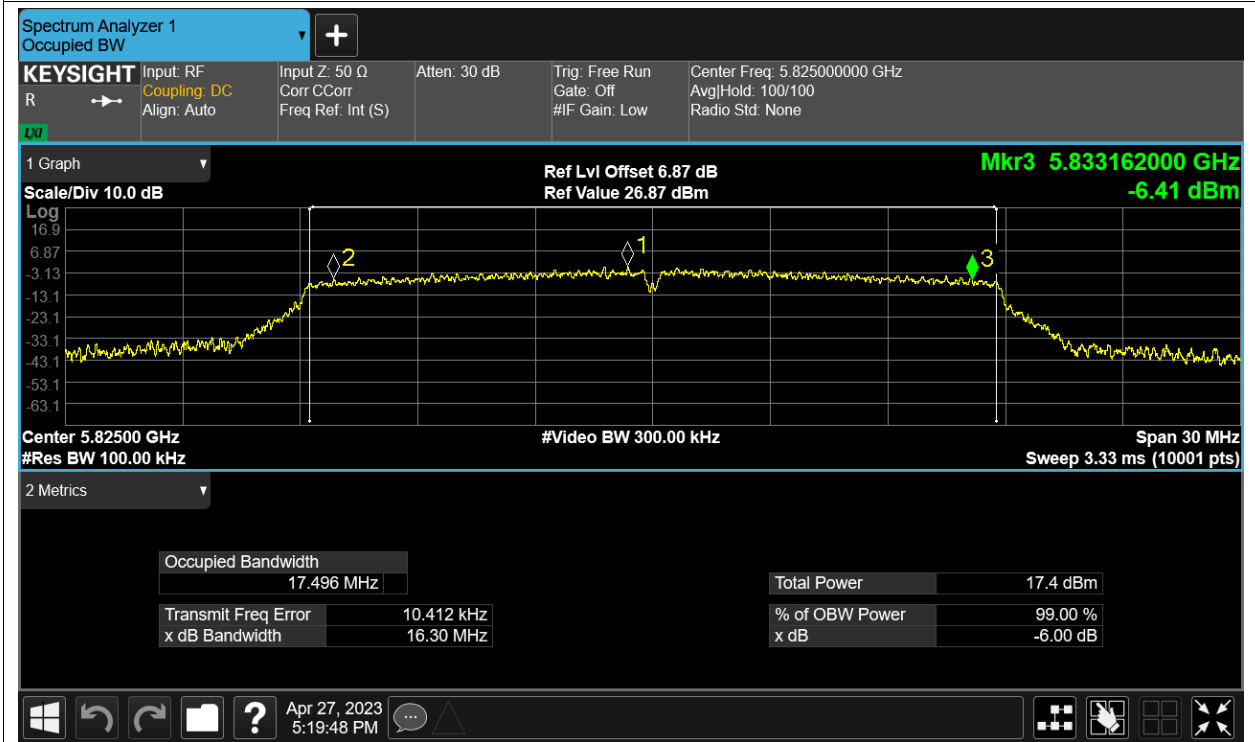 Spectrum Analyzer 1
Occupied BW
KEYSIGHT
R
LXI
Input: RF
Coupling: DC
Align: Auto
Input Z: 50 Ω
Corr CCorr
Freq Ref: Int (S)
Atten: 30 dB
Trig: Free Run
Gate: Off
#IF Gain: Low
Center Freq: 5.825000000 GHz
Avg|Hold: 100/100
Radio Std: None
1 Graph
Scale/Div 10.0 dB
Ref Lvl Offset 6.87 dB
Ref Value 26.87 dBm
Mkr3 5.833162000 GHz
-6.41 dBm
Log
16.9
6.87
-3.13
-13.1
-23.1
-33.1
-43.1
-53.1
-63.1
2
1
3
Center 5.82500 GHz
#Video BW 300.00 kHz
Span 30 MHz
#Res BW 100.00 kHz
Sweep 3.33 ms (10001 pts)
2 Metrics
Occupied Bandwidth
17.496 MHz
Total Power 17.4 dBm
Transmit Freq Error 10.412 kHz
% of OBW Power 99.00 %
x dB Bandwidth 16.30 MHz
x dB -6.00 dB
?
Apr 27, 2023
5:19:48 PM